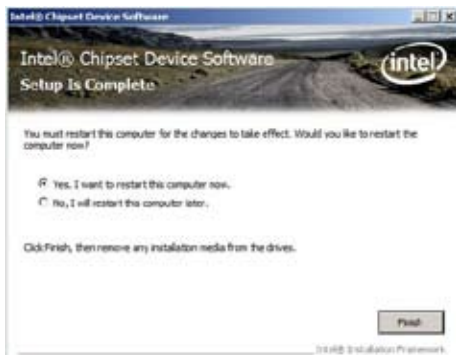 Intel® Chipset Device Software
Intel® Chipset Device Software
intel
Setup Is Complete
You must restart this computer for the changes to take effect. Would you like to restart the
computer now?
Yes, I want to restart this computer now.
No, I will restart this computer later.
Click Finish, then remove any installation media from the drives.
Finish
Intel® Installation Framework